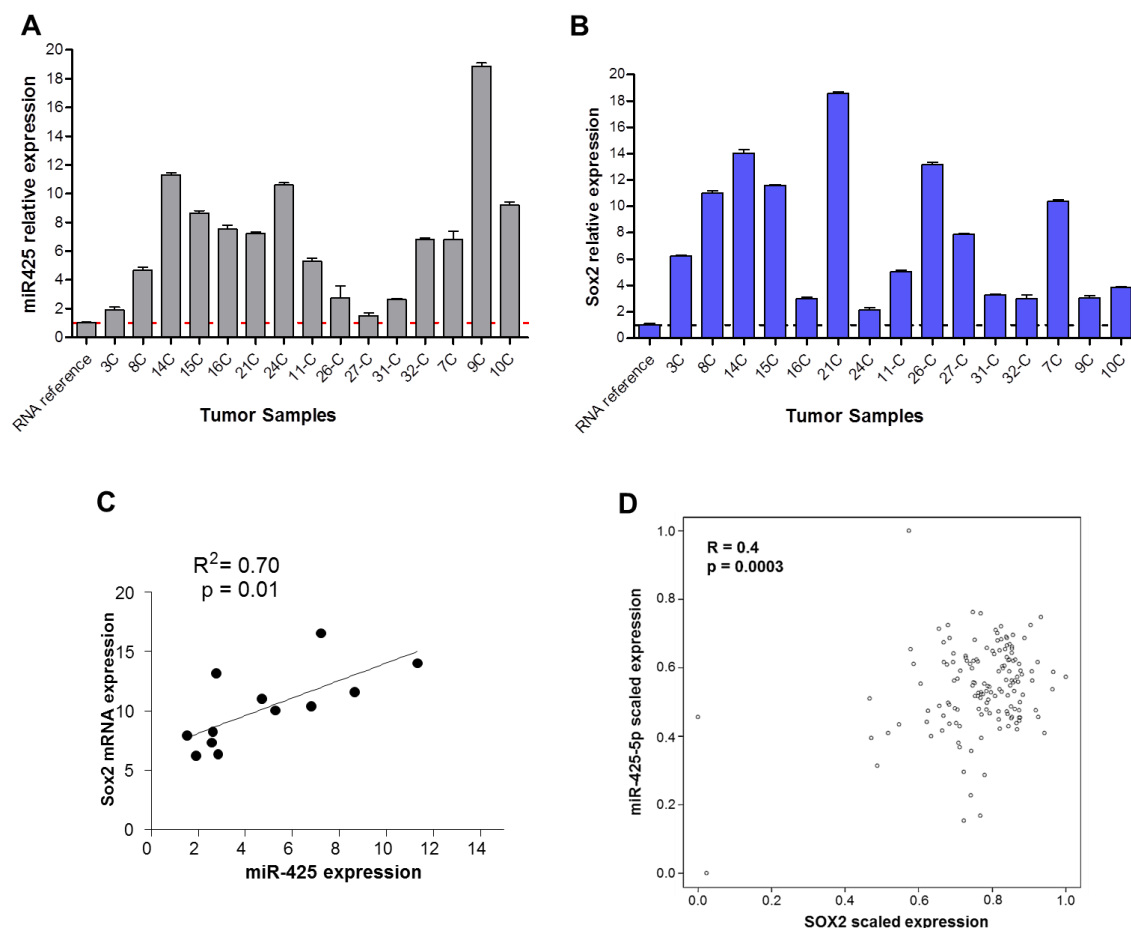 A
miR425 relative expression
20
18
16
14
12
10
8
6
4
2
0
RNA reference
3C
8C
14C
15C
16C
21C
24C
11-C
26-C
27-C
31-C
32-C
7C
9C
10C
Tumor Samples
B
Sox2 relative expression
20
18
16
14
12
10
8
6
4
2
0
RNA reference
3C
8C
14C
15C
16C
21C
24C
11-C
26-C
27-C
31-C
32-C
7C
9C
10C
Tumor Samples
C
R²= 0.70
p = 0.01
Sox2 mRNA expression
20
15
10
5
0
0 2 4 6 8 10 12 14
miR-425 expression
D
R = 0.4
p = 0.0003
miR-425-5p scaled expression
1.0
0.8
0.6
0.4
0.2
0.0
0.0 0.2 0.4 0.6 0.8 1.0
SOX2 scaled expression